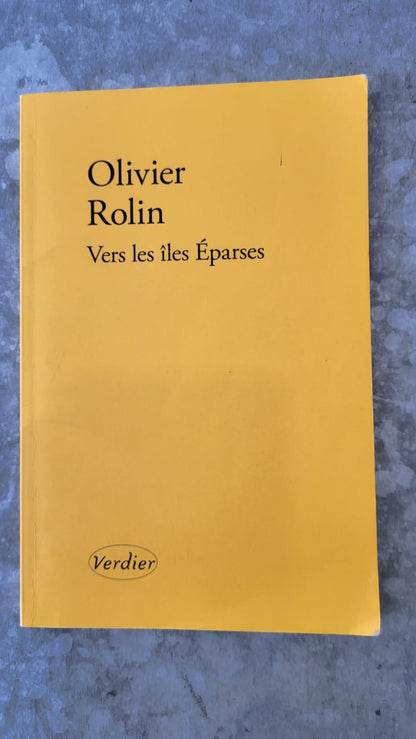 Olivier
Rolin
Vers les îles Éparses
Verdier